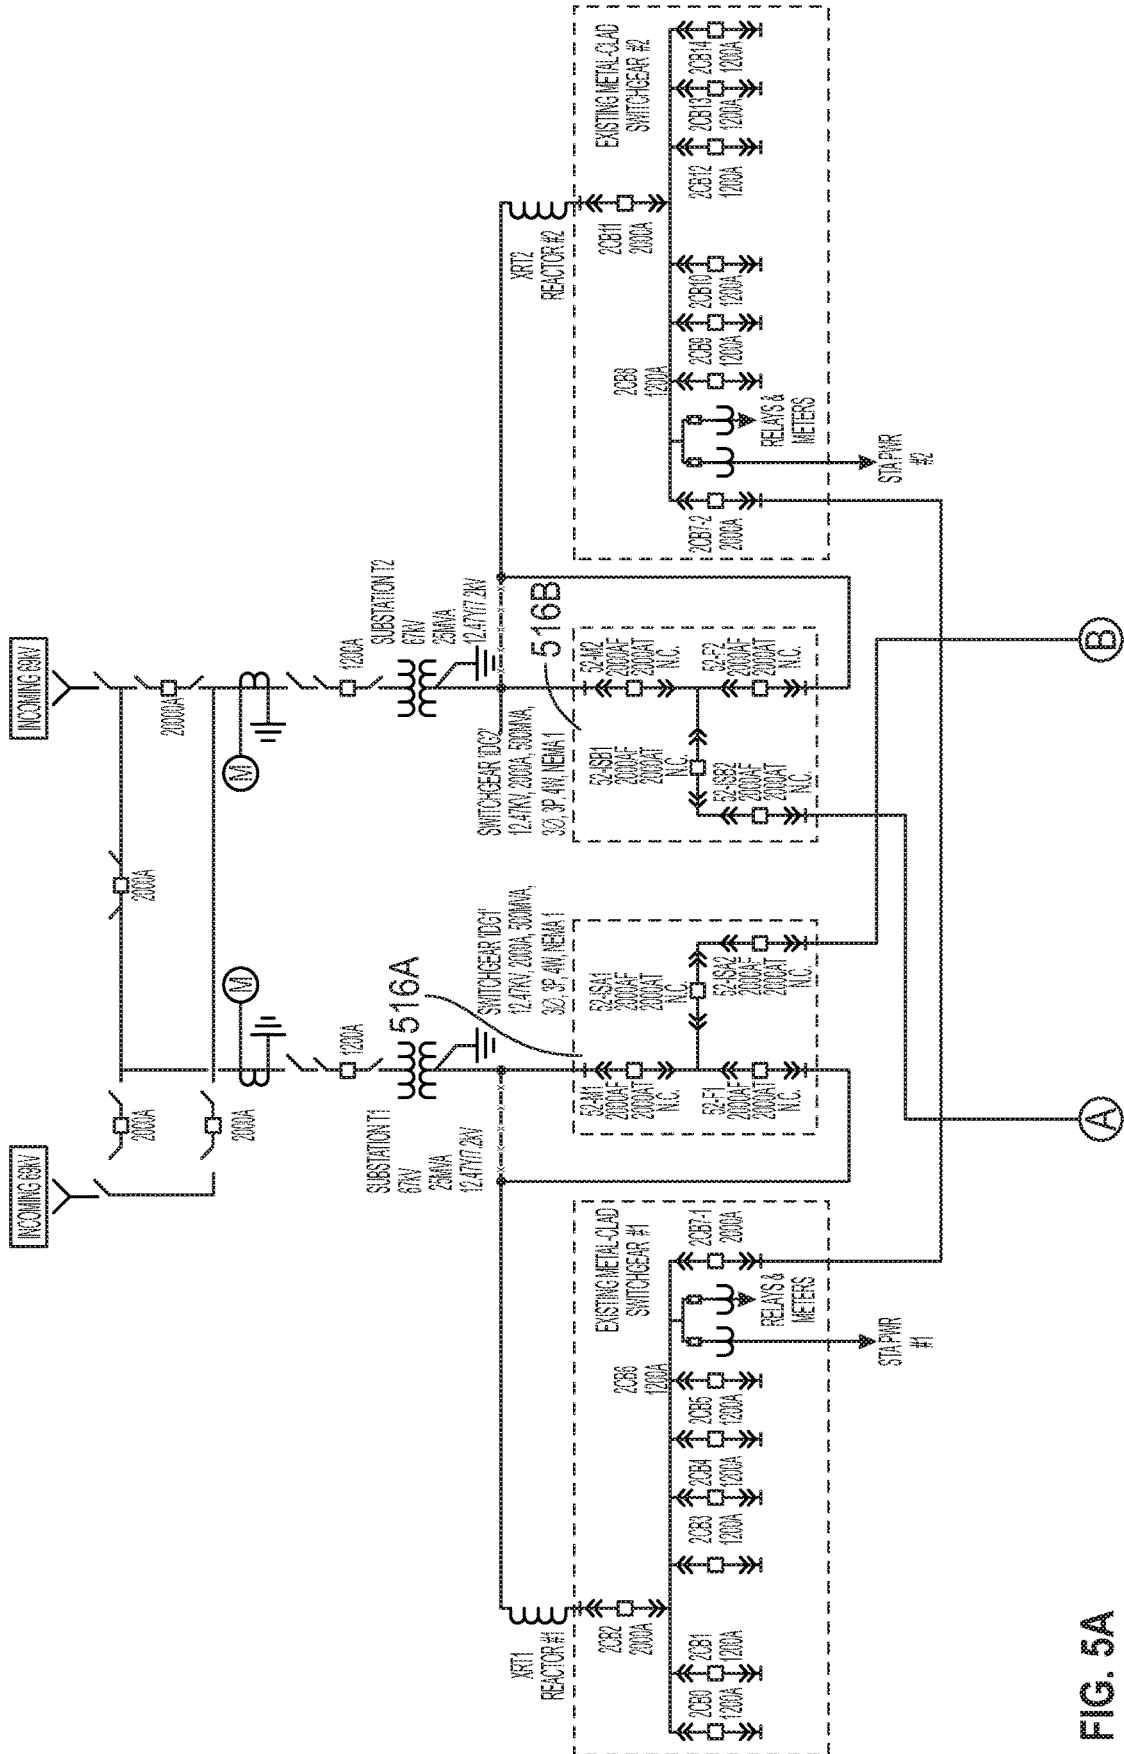 INCOMING 69KV
INCOMING 69KV
2000A
2000A
2000A
20000A
M
M
1200A
1200A
SUBSTATION T1
67KV
25MVA
12.47Y/7.2KV
SUBSTATION T2
67KV
25MVA
12.47Y/7.2KV
516A
516B
SWITCHGEAR 'IDG1'
12.47KV, 2000A, 500MVA,
3Ø, 3P, 4W, NEMA 1
SWITCHGEAR 'IDG2'
12.47KV, 2000A, 500MVA,
3Ø, 3P, 4W, NEMA 1
XRT1
REACTOR #1
XRT2
REACTOR #2
EXISTING METAL-CLAD
SWITCHGEAR #1
2CB2
2000A
2CB0
1200A
2CB1
1200A
2CB3
1200A
2CB4
1200A
2CB5
1200A
2CB6
1200A
RELAYS &
METERS
2CB7-1
2000A
STA PWR
#1
52-M1
2000AF
2000AT
N.C.
52-F1
2000AF
2000AT
N.C.
52-ISA1
2000AF
2000AT
N.C.
52-ISA2
2000AF
2000AT
N.C.
52-ISB1
2000AF
2000AT
N.C.
52-ISB2
2000AF
2000AT
N.C.
52-M2
2000AF
2000AT
N.C.
52-F2
2000AF
2000AT
N.C.
EXISTING METAL-CLAD
SWITCHGEAR #2
2CB7-2
2000A
RELAYS &
METERS
STA PWR
#2
2CB8
1200A
2CB9
1200A
2CB10
1200A
2CB11
2000A
2CB12
1200A
2CB13
1200A
2CB14
1200A
A
B
FIG. 5A